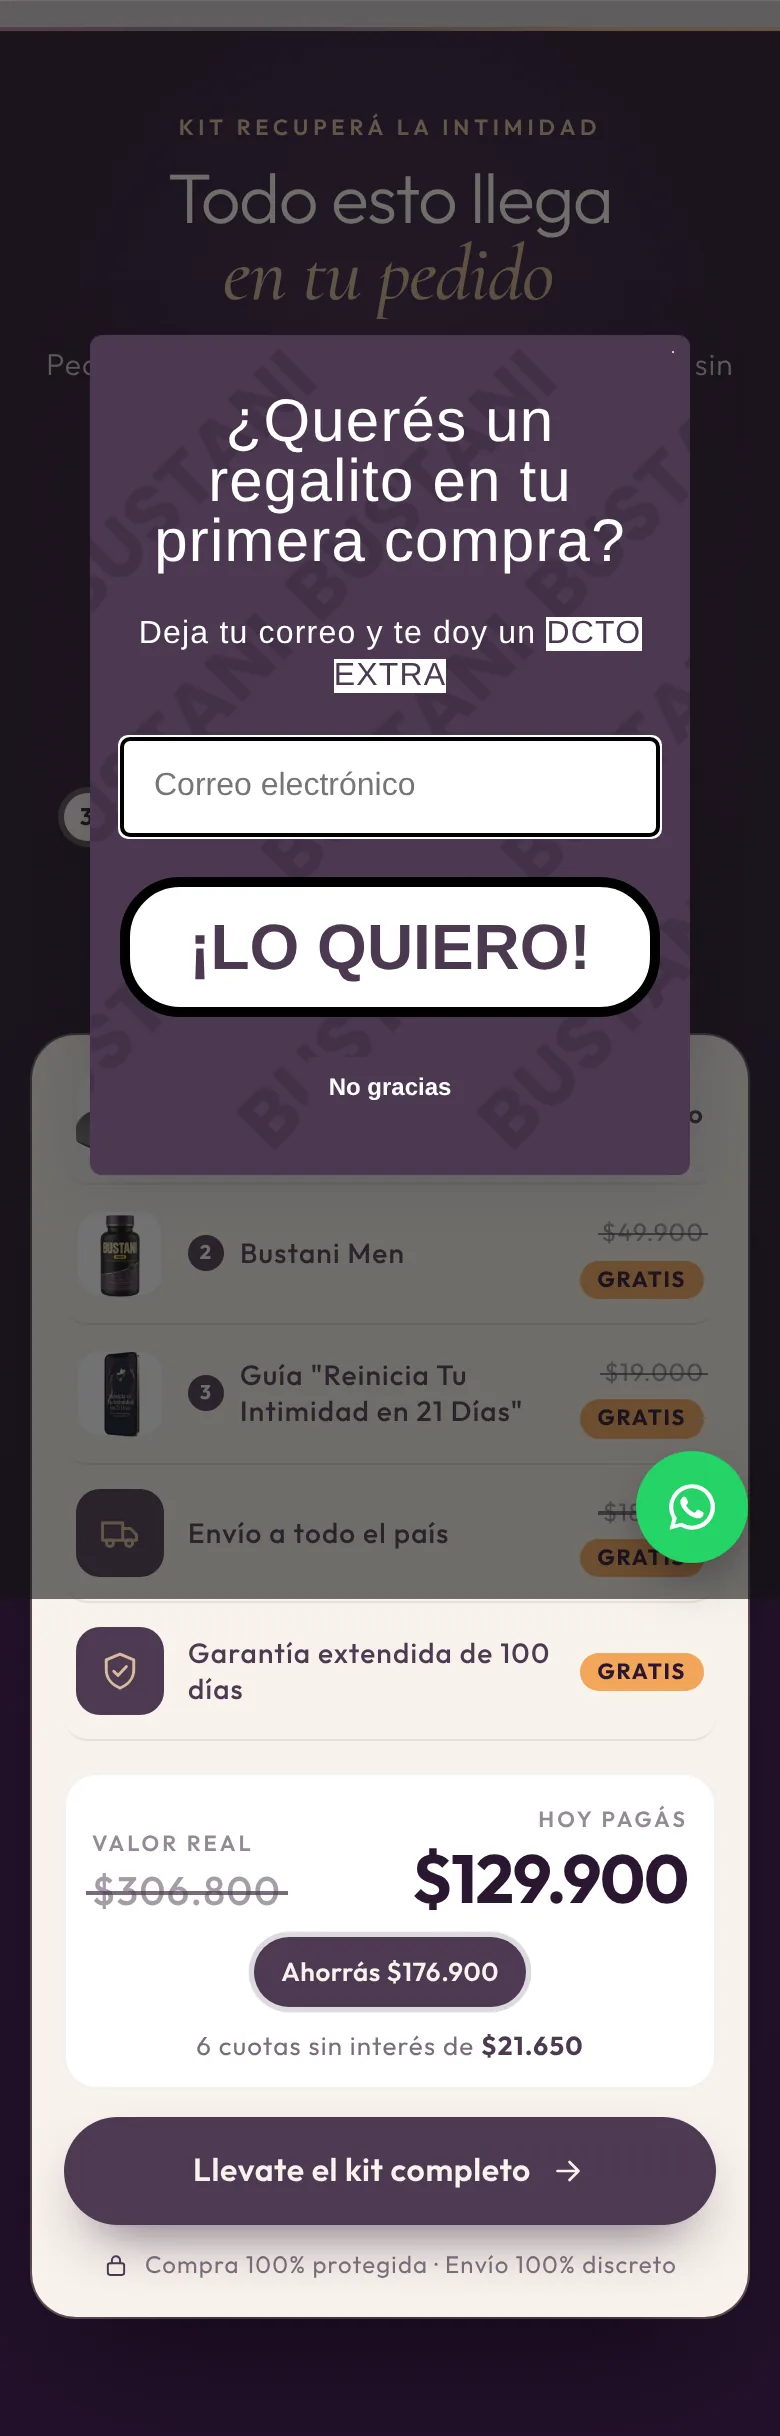 KIT RECUPERÁ LA INTIMIDAD
Todo esto llega
en tu pedido
sin
¿Querés un
regalito en tu
primera compra?
Deja tu correo y te doy un DCTO
EXTRA
Correo electrónico
¡LO QUIERO!
No gracias
BUSTANI
2 Bustani Men
$49.900
GRATIS
3 Guía "Reinicia Tu
Intimidad en 21 Días"
$19.000
GRATIS
Envío a todo el país
GRATIS
Garantía extendida de 100
días
GRATIS
VALOR REAL
$306.800
HOY PAGÁS
$129.900
Ahorrás $176.900
6 cuotas sin interés de $21.650
Llevate el kit completo →
Compra 100% protegida · Envío 100% discreto